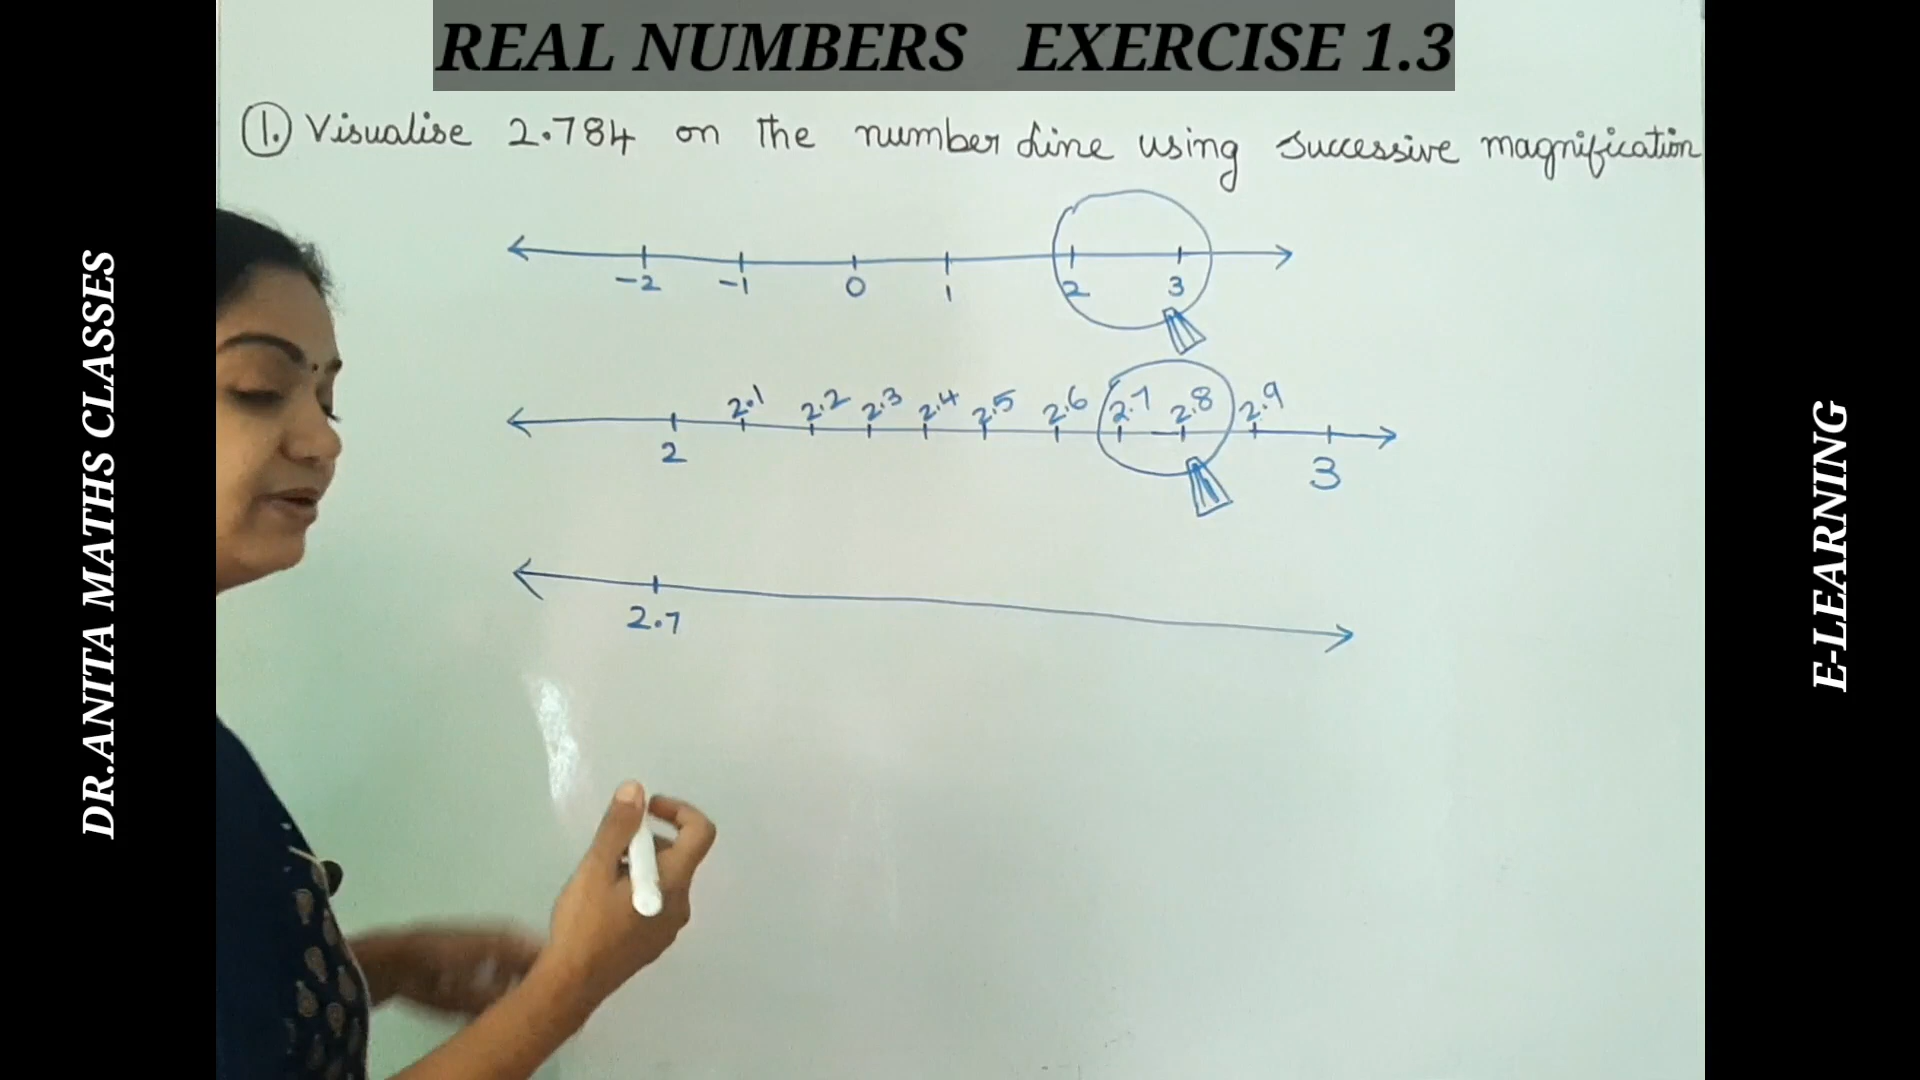 REAL NUMBERS EXERCISE 1.3
1. Visualise 2.784 on the number line using successive magnification
-2 -1 0 1 2 3
2.1 2.2 2.3 2.4 2.5 2.6 2.7 2.8 2.9
2 3
2.7
DR.ANITA MATHS CLASSES
E-LEARNING